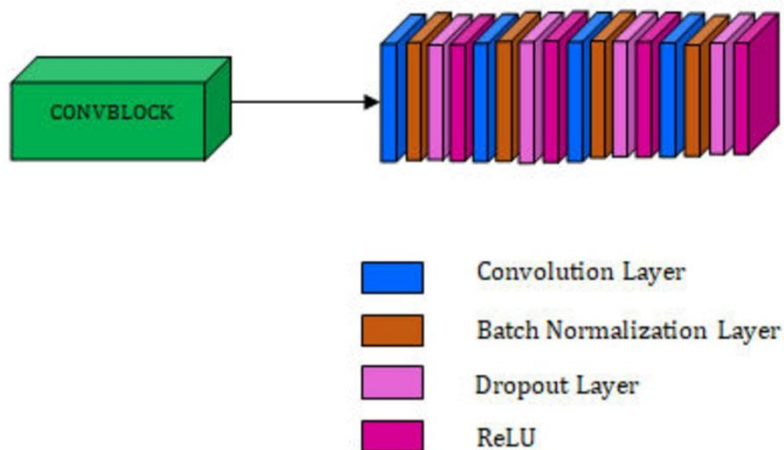 CONVBLOCK
Convolution Layer
Batch Normalization Layer
Dropout Layer
ReLU